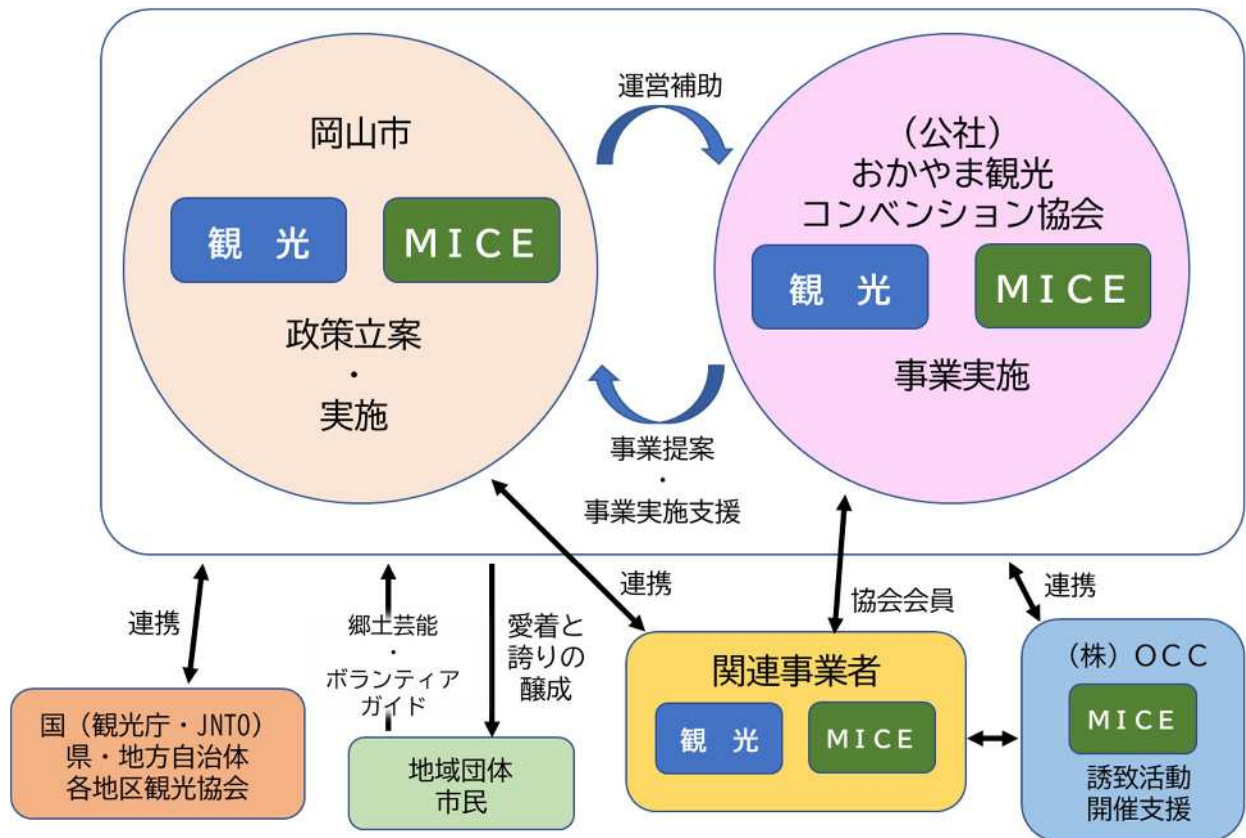 岡山市
観 光
MICE
政策立案
・
実施
運営補助
(公社)
おかやま観光
コンベンション協会
観 光
MICE
事業実施
事業提案
・
事業実施支援
連携
郷土芸能
・
ボランティア
ガイド
愛着と
誇りの
醸成
連携
協会会員
連携
国(観光庁・JNTO)
県・地方自治体
各地区観光協会
地域団体
市民
関連事業者
観 光
MICE
(株)OCC
MICE
誘致活動
開催支援